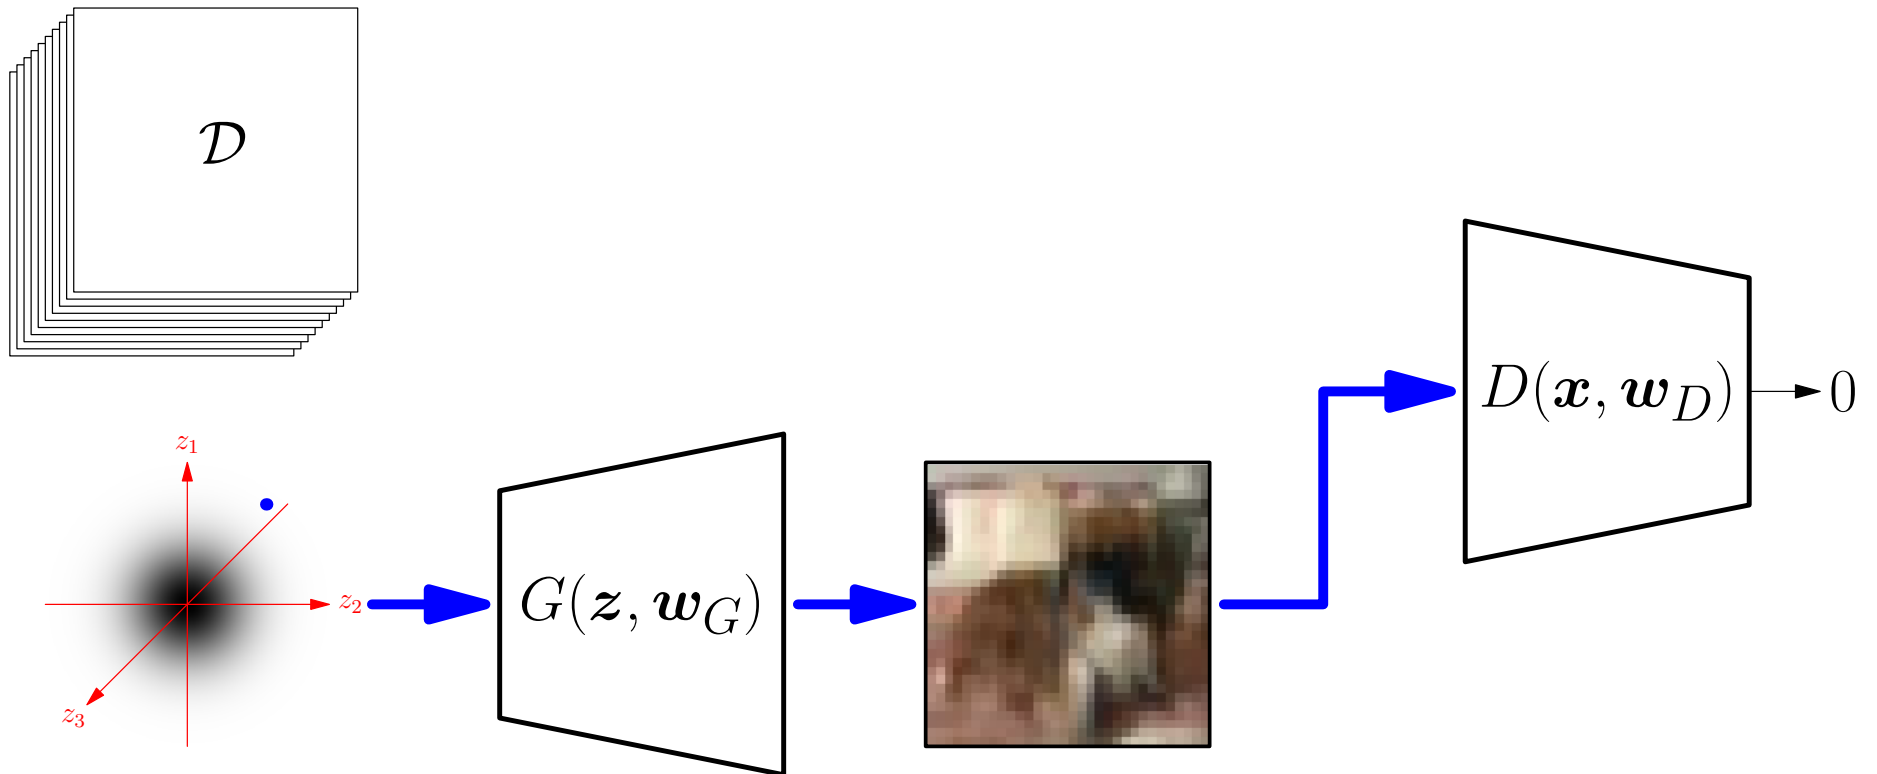 𝒟
z₁
z₂
z₃
G(𝒛, 𝒘_G)
D(𝒙, 𝒘_D)
0